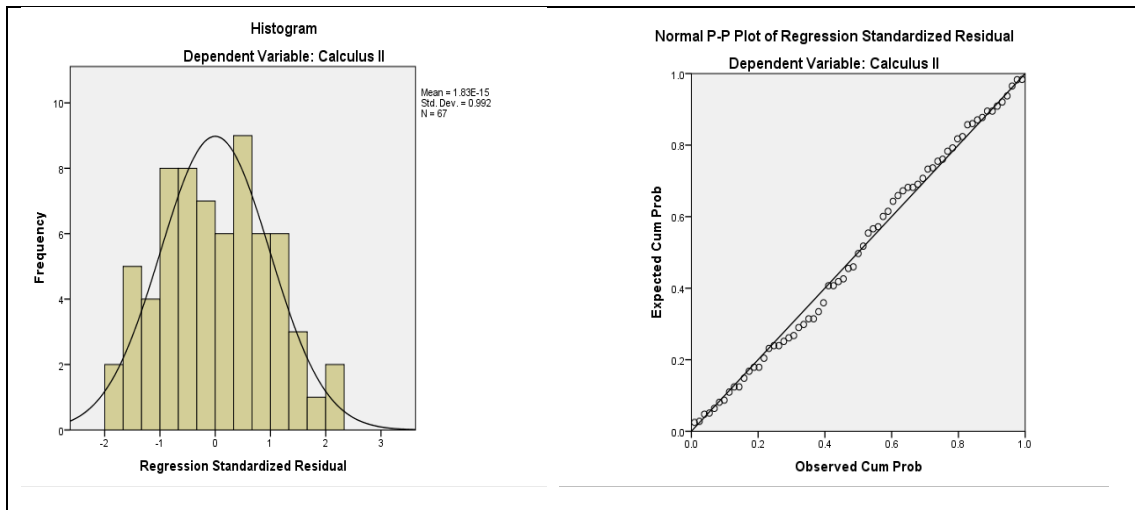 Histogram
Dependent Variable: Calculus II
Mean = 1.83E-15
Std. Dev. = 0.992
N = 67
Frequency
10
8
6
4
2
0
-2 -1 0 1 2 3
Regression Standardized Residual
Normal P-P Plot of Regression Standardized Residual
Dependent Variable: Calculus II
Expected Cum Prob
1.0
0.8
0.6
0.4
0.2
0.0
0.0 0.2 0.4 0.6 0.8 1.0
Observed Cum Prob